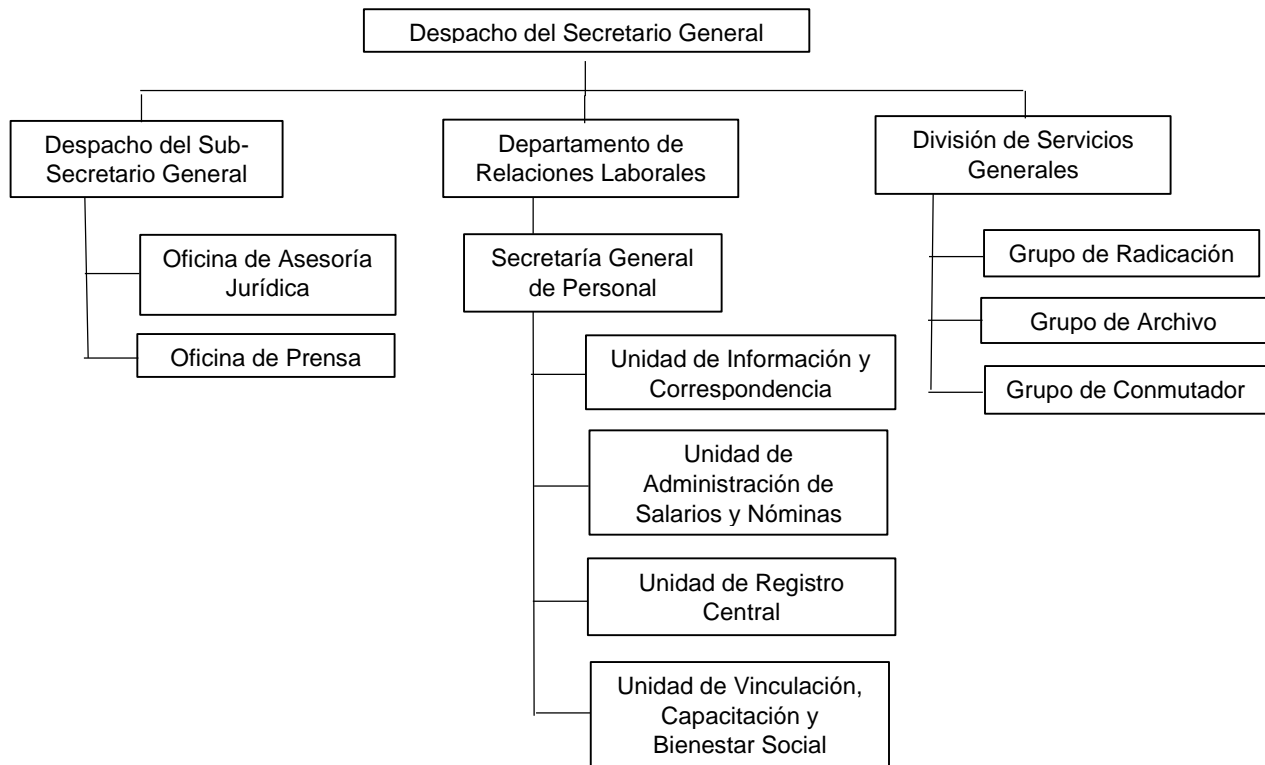 Despacho del Secretario General
Despacho del Sub-
Secretario General
Departamento de
Relaciones Laborales
División de Servicios
Generales
Oficina de Asesoría
Jurídica
Oficina de Prensa
Secretaría General
de Personal
Unidad de Información y
Correspondencia
Unidad de
Administración de
Salarios y Nóminas
Unidad de Registro
Central
Unidad de Vinculación,
Capacitación y
Bienestar Social
Grupo de Radicación
Grupo de Archivo
Grupo de Conmutador